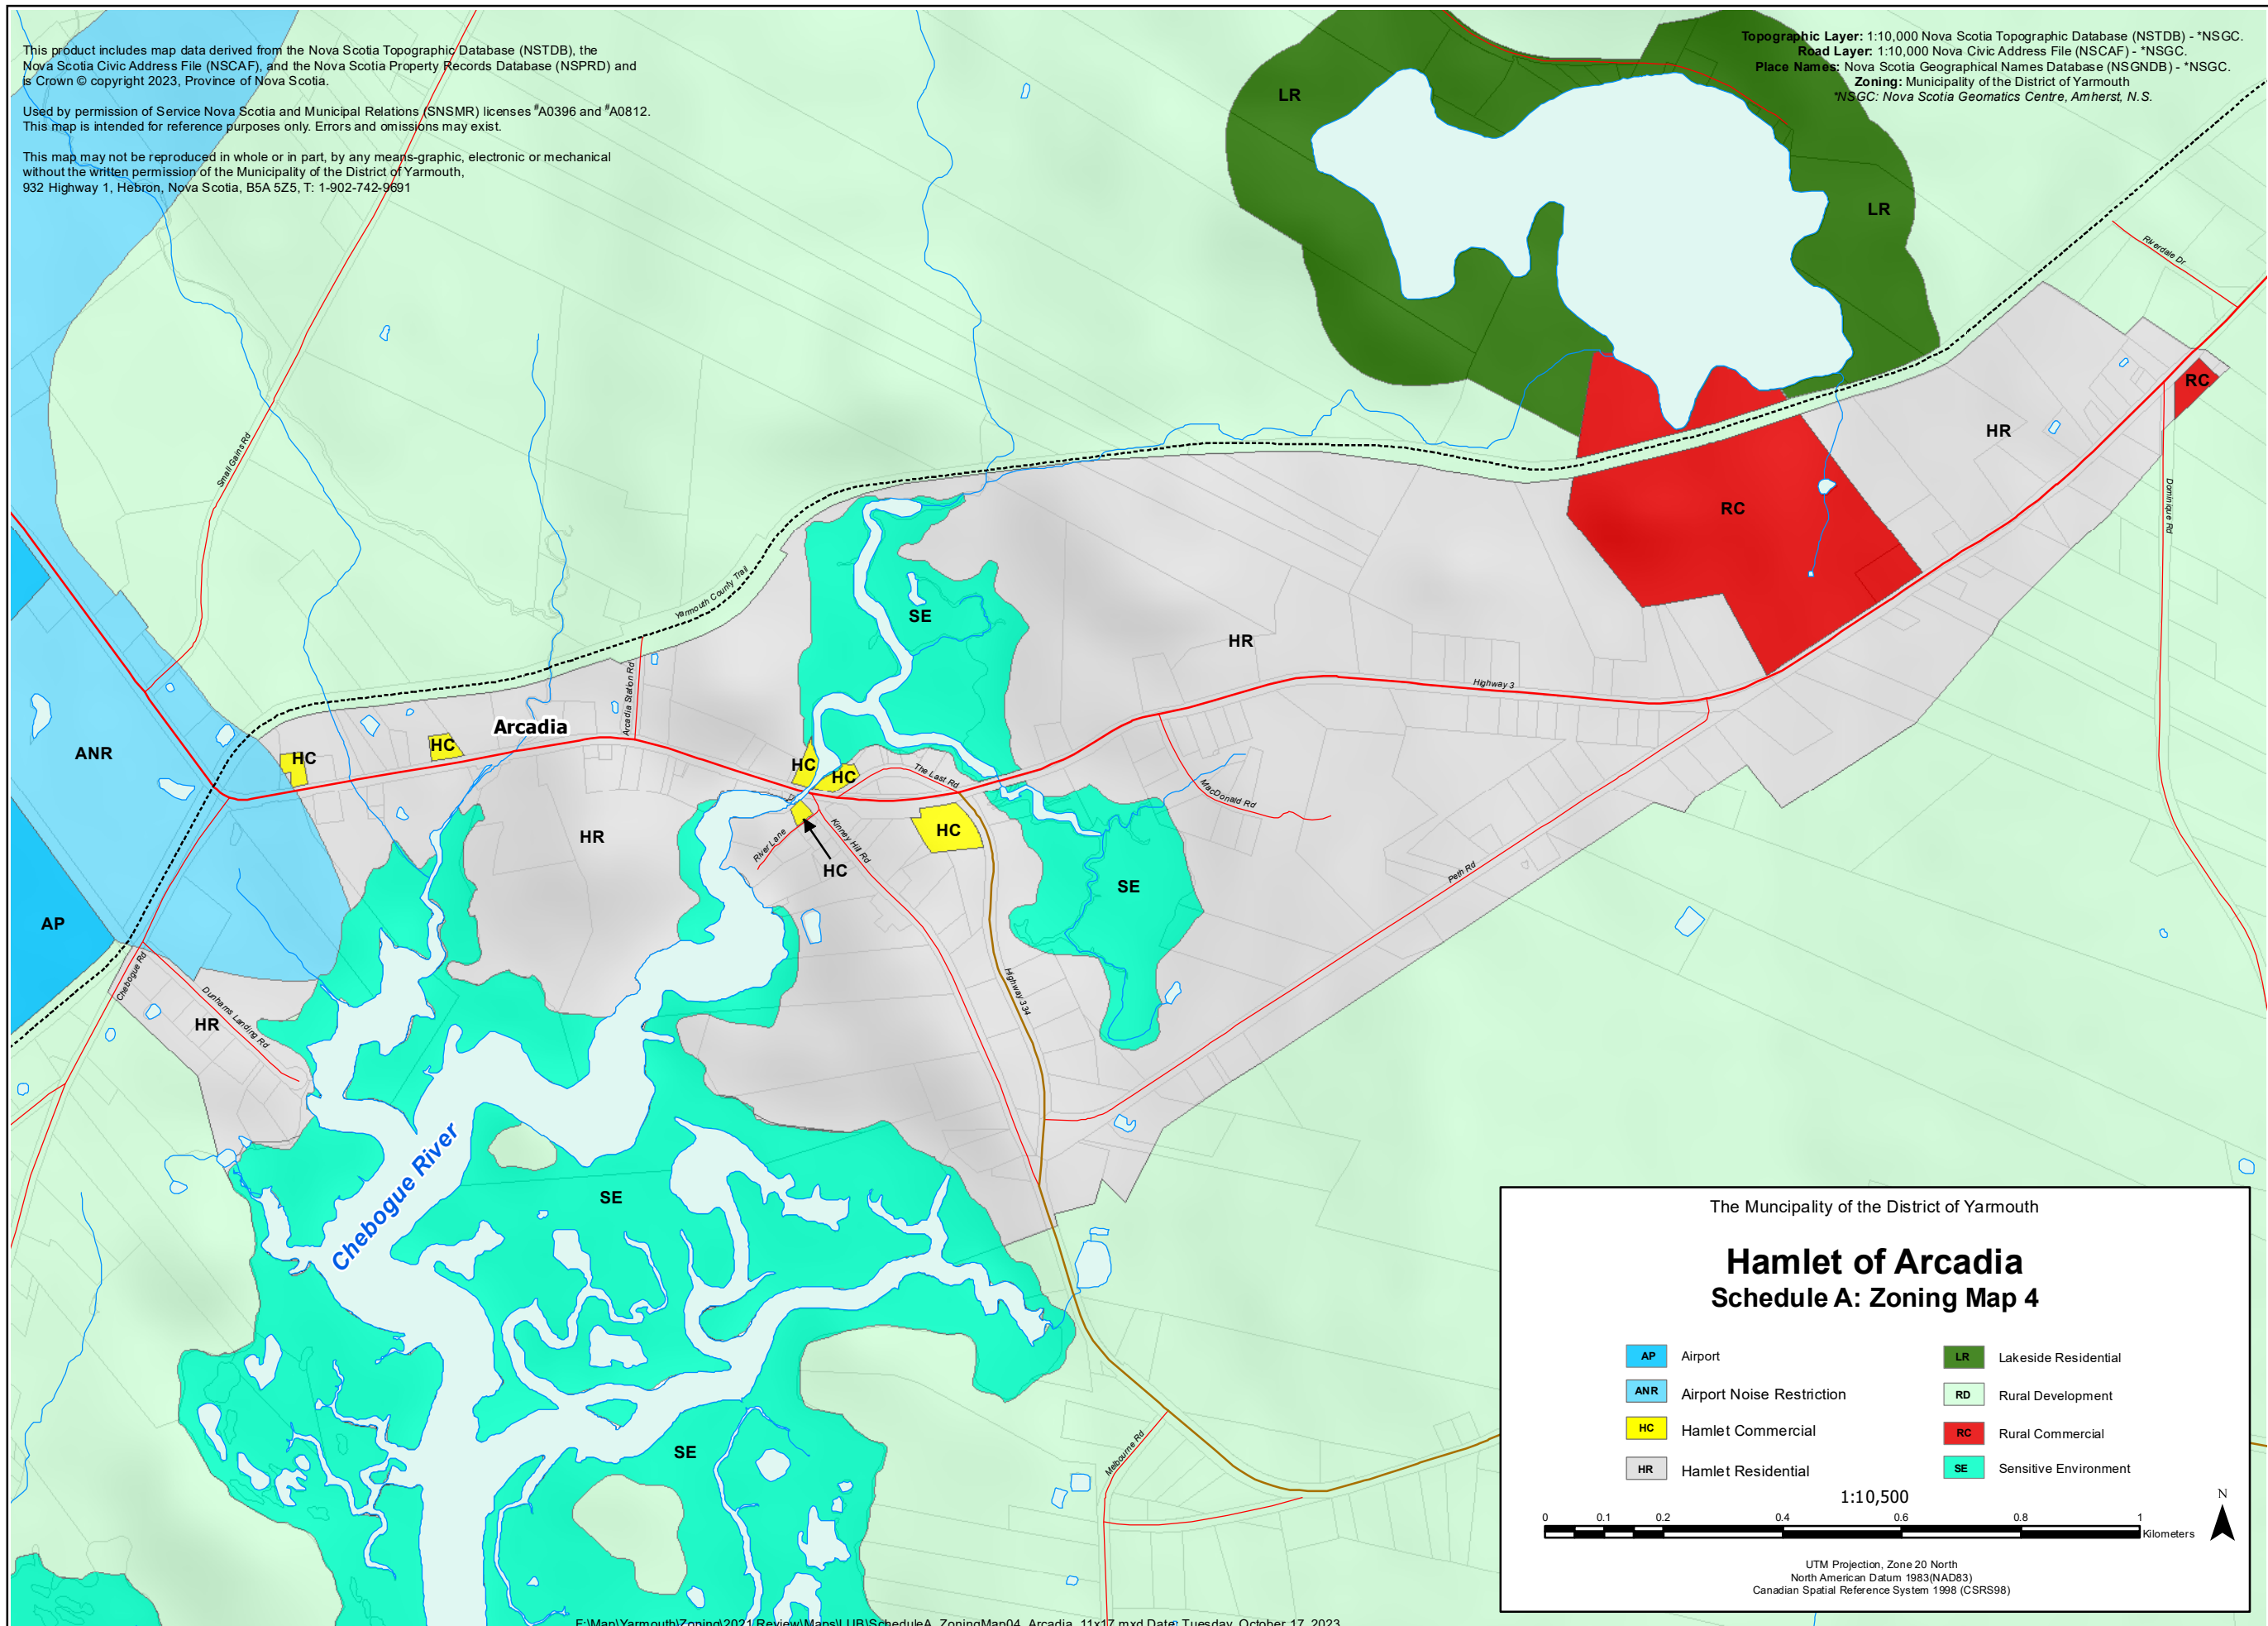 This product includes map data derived from the Nova Scotia Topographic Database (NSTDB), the
Nova Scotia Civic Address File (NSCAF), and the Nova Scotia Property Records Database (NSPRD) and
is Crown © copyright 2023, Province of Nova Scotia.
Used by permission of Service Nova Scotia and Municipal Relations (SNSMR) licenses #A0396 and #A0812.
This map is intended for reference purposes only. Errors and omissions may exist.
This map may not be reproduced in whole or in part, by any means-graphic, electronic or mechanical
without the written permission of the Municipality of the District of Yarmouth,
932 Highway 1, Hebron, Nova Scotia, B5A 5Z5, T: 1-902-742-9691
Topographic Layer: 1:10,000 Nova Scotia Topographic Database (NSTDB) - *NSGC.
Road Layer: 1:10,000 Nova Civic Address File (NSCAF) - *NSGC.
Place Names: Nova Scotia Geographical Names Database (NSGNDB) - *NSGC.
Zoning: Municipality of the District of Yarmouth
*NSGC: Nova Scotia Geomatics Centre, Amherst, N.S.
LR
LR
Riverdale Dr
RC
HR
Small Gains Rd
Dominique Rd
RC
Yarmouth County Trail
SE
HR
Arcadia Station Rd
Highway 3
Arcadia
ANR
HC
HC
HC
HC
The Last Rd
MacDonald Rd
HR
River Lane
Kinney Hill Rd
HC
HC
Peth Rd
SE
AP
Chebogue Rd
Dunhams Landing Rd
Highway 334
HR
Chebogue River
SE
SE
Melbourne Rd
The Muncipality of the District of Yarmouth
Hamlet of Arcadia
Schedule A: Zoning Map 4
AP Airport
ANR Airport Noise Restriction
HC Hamlet Commercial
HR Hamlet Residential
LR Lakeside Residential
RD Rural Development
RC Rural Commercial
SE Sensitive Environment
1:10,500
N
0 0.1 0.2 0.4 0.6 0.8 1
Kilometers
UTM Projection, Zone 20 North
North American Datum 1983(NAD83)
Canadian Spatial Reference System 1998 (CSRS98)
F:\Map\Yarmouth\Zoning\2021 Review\Maps\LUB\ScheduleA_ZoningMap04_Arcadia_11x17.mxd Date: Tuesday, October 17, 2023